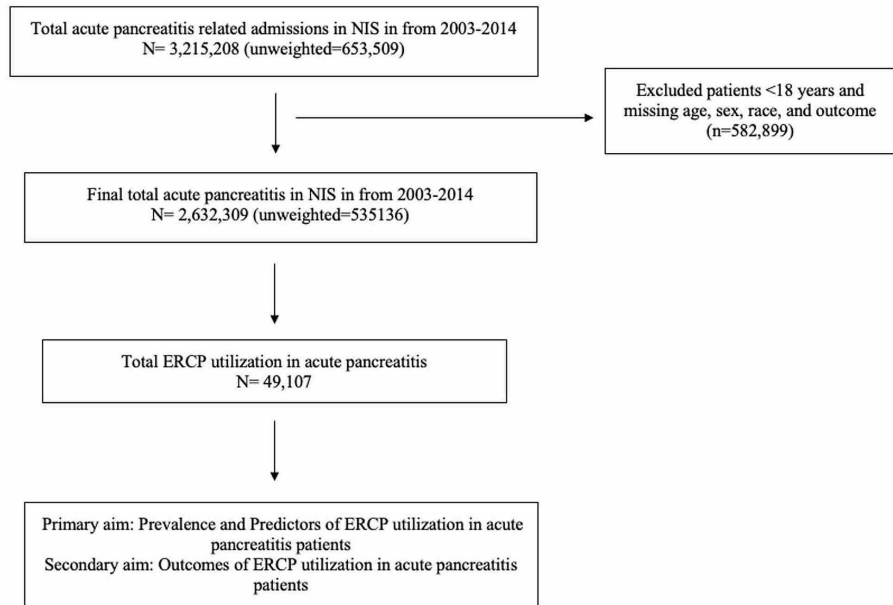 Total acute pancreatitis related admissions in NIS in from 2003-2014
N= 3,215,208 (unweighted=653,509)
Excluded patients <18 years and
missing age, sex, race, and outcome
(n=582,899)
Final total acute pancreatitis in NIS in from 2003-2014
N= 2,632,309 (unweighted=535136)
Total ERCP utilization in acute pancreatitis
N= 49,107
Primary aim: Prevalence and Predictors of ERCP utilization in acute
pancreatitis patients
Secondary aim: Outcomes of ERCP utilization in acute pancreatitis
patients